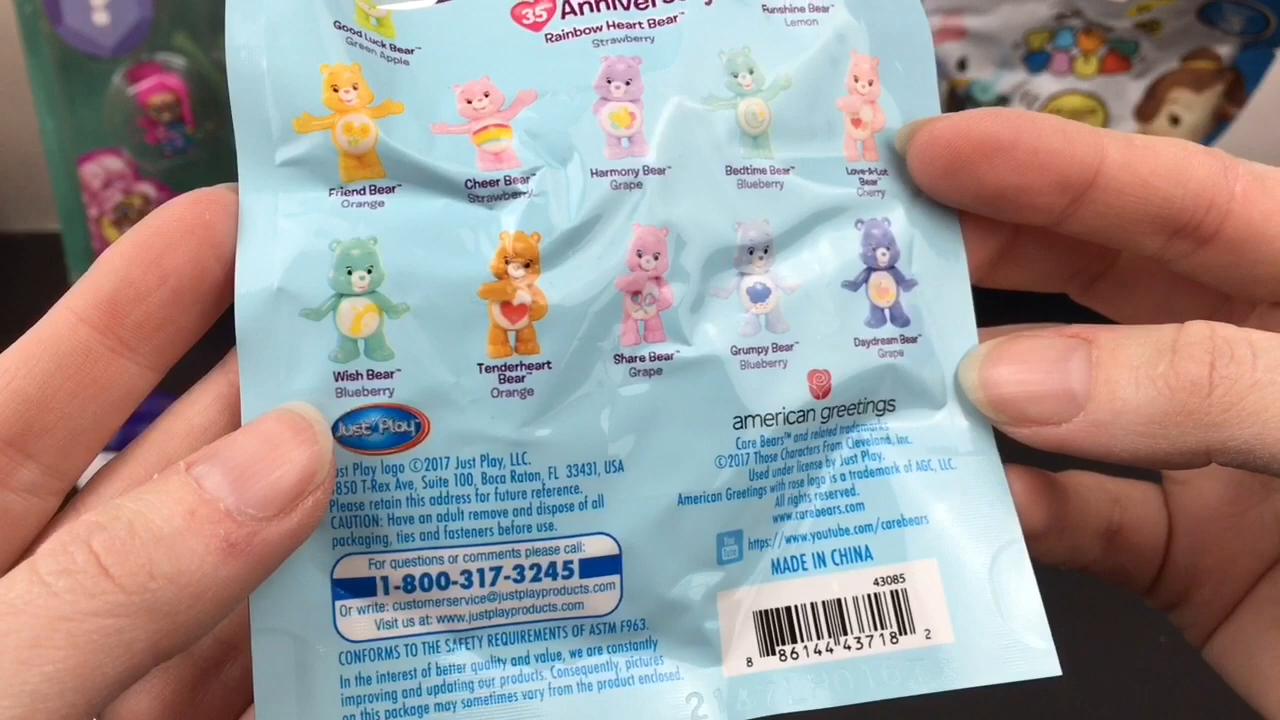 35th Anniversary
Good Luck Bear™
Green Apple
Rainbow Heart Bear™
Strawberry
Funshine Bear™
Lemon
Friend Bear™
Orange
Cheer Bear™
Strawberry
Harmony Bear™
Grape
Bedtime Bear™
Blueberry
Love-A-Lot
Bear™
Cherry
Wish Bear™
Blueberry
Tenderheart
Bear™
Orange
Share Bear™
Grape
Grumpy Bear™
Blueberry
Daydream Bear™
Grape
Just Play™
Just Play logo ©2017 Just Play, LLC.
4850 T-Rex Ave, Suite 100, Boca Raton, FL 33431, USA
Please retain this address for future reference.
CAUTION: Have an adult remove and dispose of all
packaging, ties and fasteners before use.
For questions or comments please call:
1-800-317-3245
Or write: customerservice@justplayproducts.com
Visit us at: www.justplayproducts.com
CONFORMS TO THE SAFETY REQUIREMENTS OF ASTM F963.
In the interest of better quality and value, we are constantly
improving and updating our products. Consequently, pictures
on this package may sometimes vary from the product enclosed.
american greetings
Care Bears™ and related trademarks
©2017 Those Characters From Cleveland, Inc.
Used under license by Just Play.
American Greetings with rose logo is a trademark of AGC, LLC.
All rights reserved.
www.carebears.com
You Tube https://www.youtube.com/carebears
MADE IN CHINA
43085
8 86144 43718 2